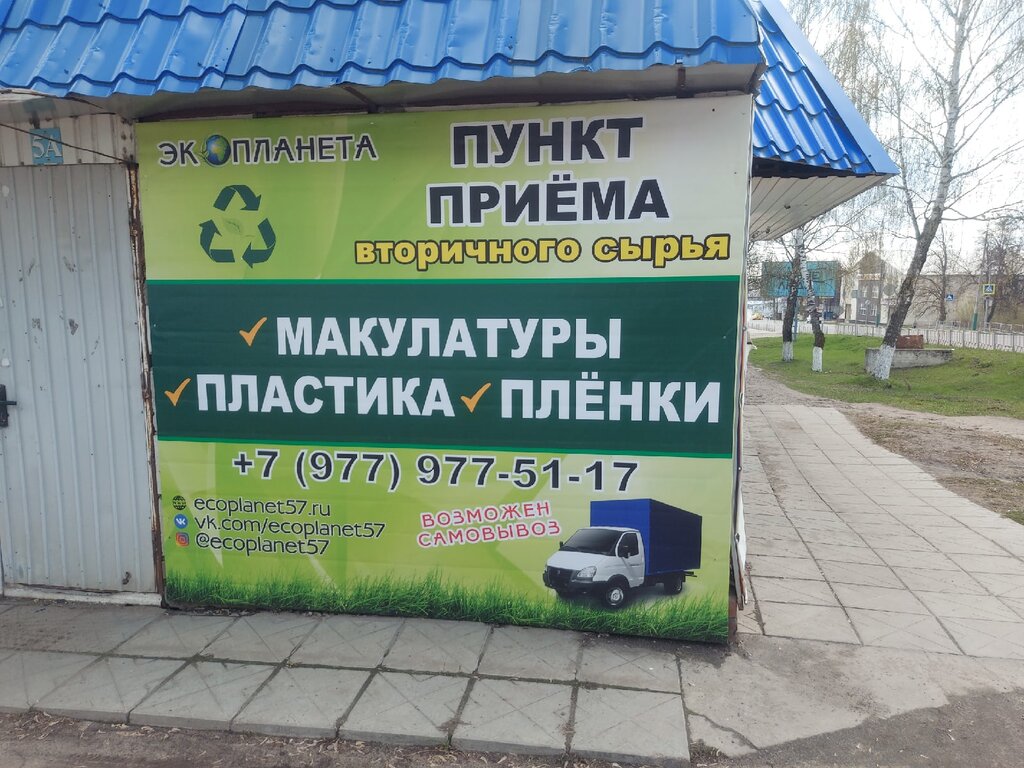 5А
ЭКОПЛАНЕТА
ПУНКТ
ПРИЁМА
вторичного сырья
МАКУЛАТУРЫ
ПЛАСТИКА ПЛЁНКИ
+7 (977) 977-51-17
ecoplanet57.ru
vk.com/ecoplanet57
@ecoplanet57
ВОЗМОЖЕН
САМОВЫВОЗ